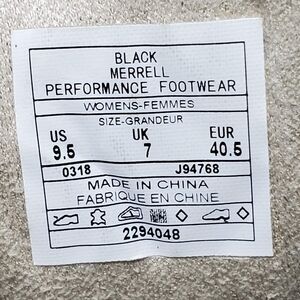 BLACK
MERRELL
PERFORMANCE FOOTWEAR
WOMENS-FEMMES
SIZE-GRANDEUR
US UK EUR
9.5 7 40.5
0318 J94768
MADE IN CHINA
FABRIQUE EN CHINE
2294048